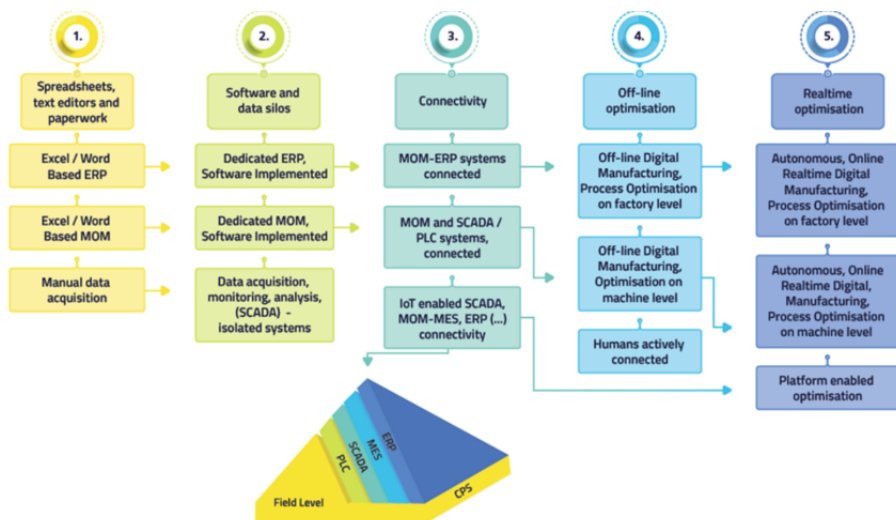 1.
Spreadsheets,
text editors and
paperwork
Excel / Word
Based ERP
Excel / Word
Based MOM
Manual data
acquisition
2.
Software and
data silos
Dedicated ERP,
Software Implemented
Dedicated MOM,
Software Implemented
Data acquisition,
monitoring, analysis,
(SCADA) -
isolated systems
3.
Connectivity
MOM-ERP systems
connected
MOM and SCADA /
PLC systems,
connected
IoT enabled SCADA,
MOM-MES, ERP (...)
connectivity
4.
Off-line
optimisation
Off-line Digital
Manufacturing,
Process Optimisation
on factory level
Off-line Digital
Manufacturing,
Optimisation on
machine level
Humans actively
connected
5.
Realtime
optimisation
Autonomous, Online
Realtime Digital
Manufacturing,
Process Optimisation
on factory level
Autonomous, Online
Realtime Digital,
Manufacturing,
Process Optimisation
on machine level
Platform enabled
optimisation
Field Level
PLC
SCADA
MES
ERP
CPS